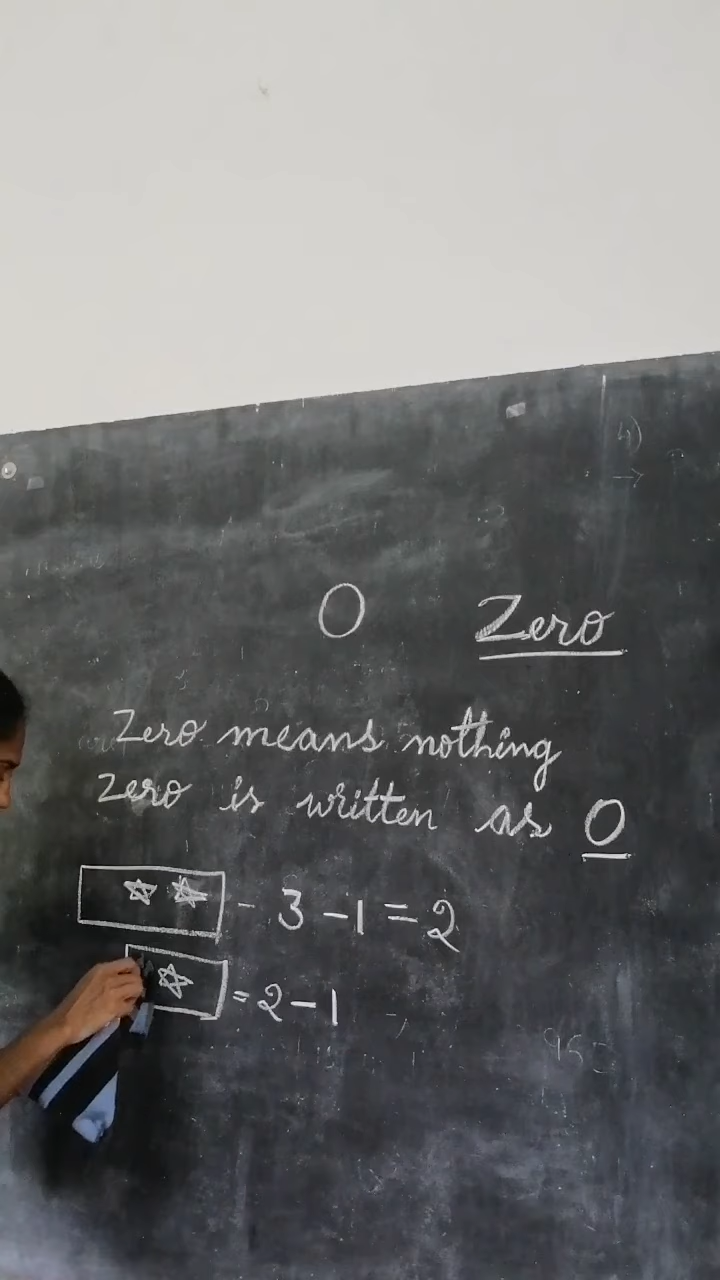 0 Zero
Zero means nothing
Zero is written as 0
- 3 - 1 = 2
= 2 - 1